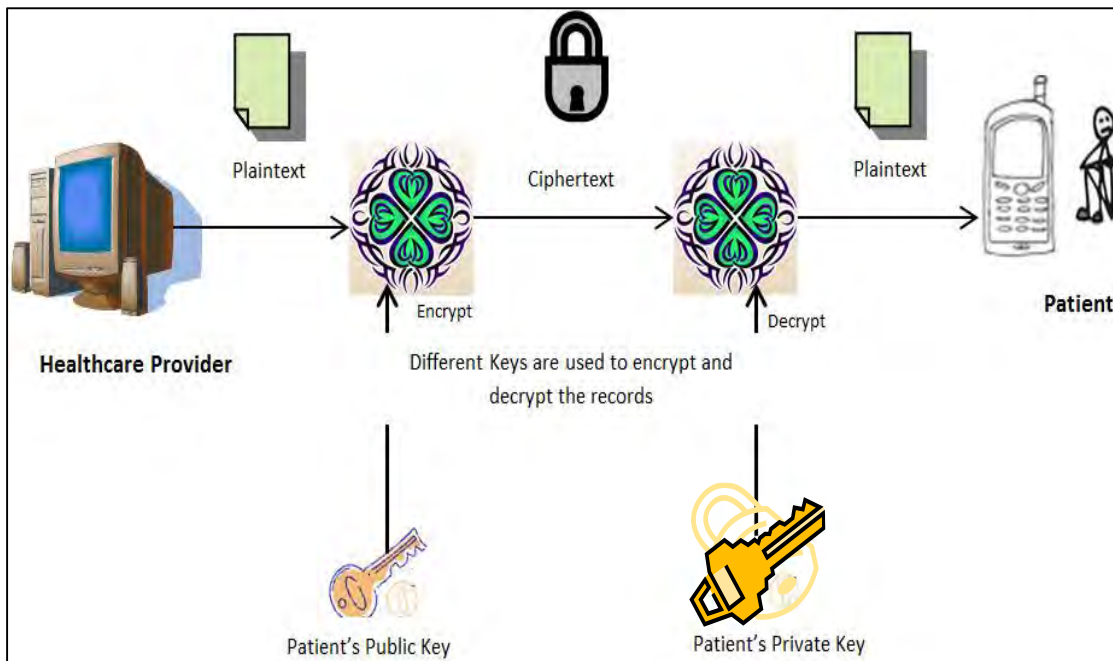 Plaintext
Ciphertext
Plaintext
Encrypt
Decrypt
Healthcare Provider
Patient
Different Keys are used to encrypt and
decrypt the records
Patient's Public Key
Patient's Private Key